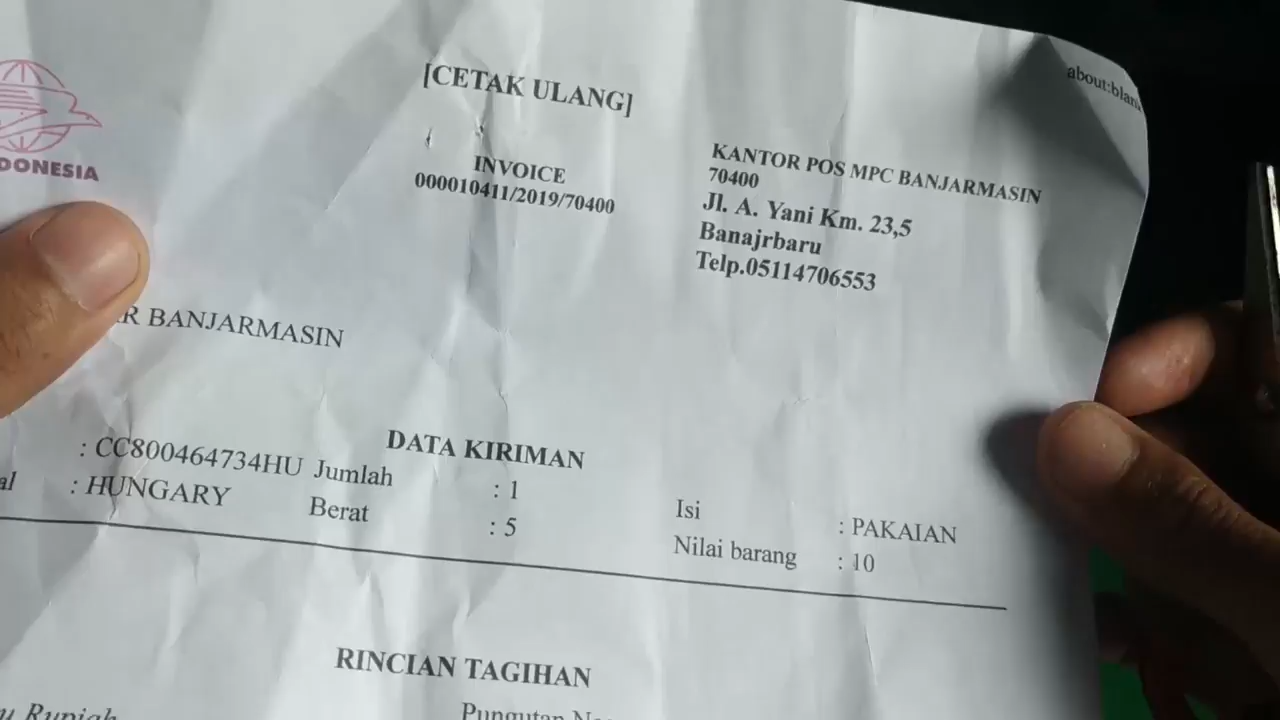 [CETAK ULANG]
about:blan
DONESIA
INVOICE
000010411/2019/70400
KANTOR POS MPC BANJARMASIN
70400
Jl. A. Yani Km. 23,5
Banajrbaru
Telp.05114706553
R BANJARMASIN
DATA KIRIMAN
: CC800464734HU Jumlah : 1 Isi : PAKAIAN
al : HUNGARY Berat : 5 Nilai barang : 10
RINCIAN TAGIHAN
Rupiah Pungutan